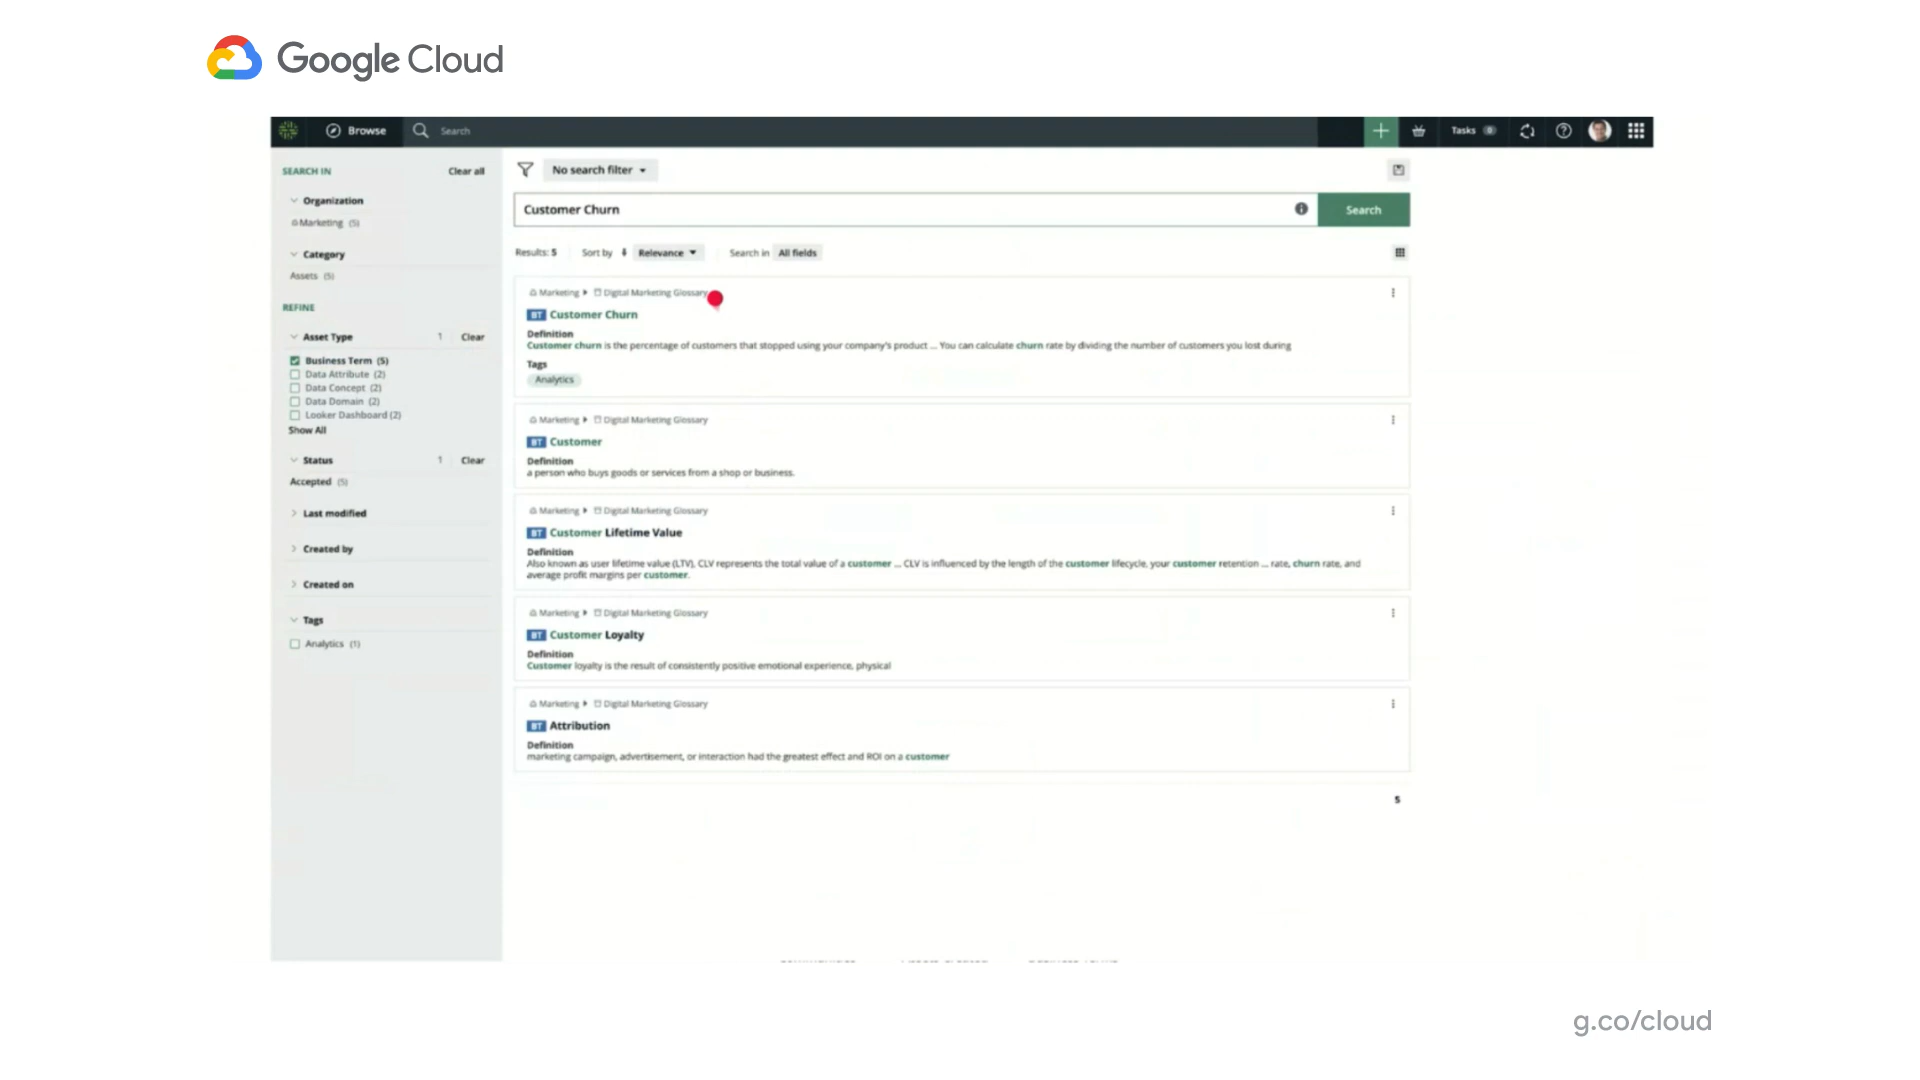 Google Cloud
Browse
Search
Tasks 0
SEARCH IN
Clear all
Organization
Marketing (5)
Category
Assets (5)
REFINE
Asset Type 1 Clear
Business Term (5)
Data Attribute (2)
Data Concept (2)
Data Domain (2)
Looker Dashboard (2)
Show All
Status 1 Clear
Accepted (5)
Last modified
Created by
Created on
Tags
Analytics (1)
No search filter
Customer Churn
Search
Results: 5 Sort by Relevance Search in All fields
Marketing Digital Marketing Glossary
BT Customer Churn
Definition
Customer churn is the percentage of customers that stopped using your company's product ... You can calculate churn rate by dividing the number of customers you lost during
Tags
Analytics
Marketing Digital Marketing Glossary
BT Customer
Definition
a person who buys goods or services from a shop or business.
Marketing Digital Marketing Glossary
BT Customer Lifetime Value
Definition
Also known as user lifetime value (LTV), CLV represents the total value of a customer ... CLV is influenced by the length of the customer lifecycle, your customer retention ... rate, churn rate, and
average profit margins per customer.
Marketing Digital Marketing Glossary
BT Customer Loyalty
Definition
Customer loyalty is the result of consistently positive emotional experience, physical
Marketing Digital Marketing Glossary
BT Attribution
Definition
marketing campaign, advertisement, or interaction had the greatest effect and ROI on a customer
5
g.co/cloud